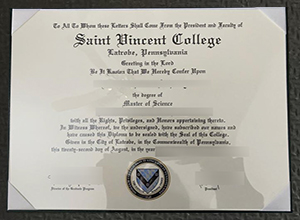 To All To Whom these Letters Shall Come From the President and Faculty of
Saint Vincent College
Latrobe, Pennsylvania
Greeting in the Lord
Be It Known That We Hereby Confer Upon
the degree of
Master of Science
with all the Rights, Privileges, and Honors appertaining thereto.
In Witness Whereof, we the undersigned, have subscribed our names and
have caused this Diploma to be sealed with the Seal of this College.
Given in the City of Latrobe, in the Commonwealth of Pennsylvania,
this twenty-second day of August, in the year